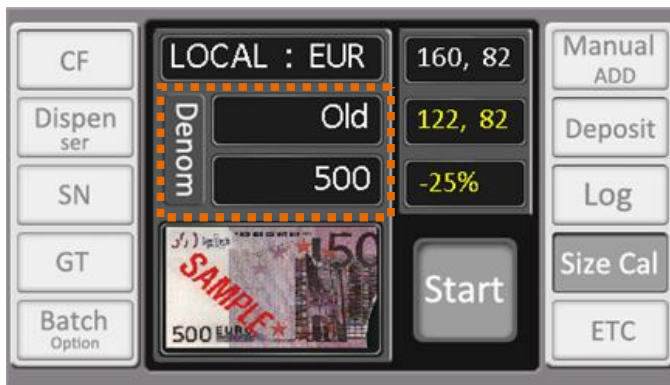 CF
Dispen
ser
SN
GT
Batch
Option
LOCAL : EUR
Denom
Old
500
160, 82
122, 82
-25%
SAMPLE
500 EURO
Start
Manual
ADD
Deposit
Log
Size Cal
ETC